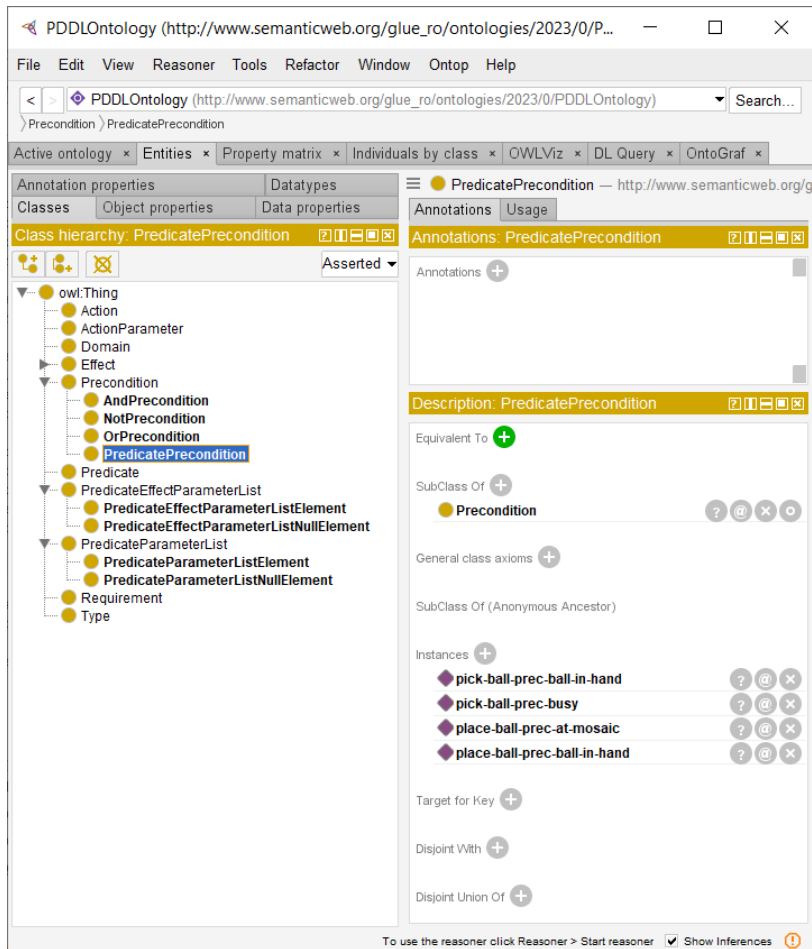 PDDLOntology (http://www.semanticweb.org/glue_ro/ontologies/2023/0/P...
File Edit View Reasoner Tools Refactor Window Ontop Help
< > PDDLOntology (http://www.semanticweb.org/glue_ro/ontologies/2023/0/PDDLOntology) Search...
Precondition PredicatePrecondition
Active ontology × Entities × Property matrix × Individuals by class × OWLViz × DL Query × OntoGraf ×
Annotation properties Datatypes
Classes Object properties Data properties
Class hierarchy: PredicatePrecondition
Asserted
owl:Thing
Action
ActionParameter
Domain
Effect
Precondition
AndPrecondition
NotPrecondition
OrPrecondition
PredicatePrecondition
Predicate
PredicateEffectParameterList
PredicateEffectParameterListElement
PredicateEffectParameterListNullElement
PredicateParameterList
PredicateParameterListElement
PredicateParameterListNullElement
Requirement
Type
PredicatePrecondition — http://www.semanticweb.org/g
Annotations Usage
Annotations: PredicatePrecondition
Annotations
Description: PredicatePrecondition
Equivalent To
SubClass Of
Precondition
General class axioms
SubClass Of (Anonymous Ancestor)
Instances
pick-ball-prec-ball-in-hand
pick-ball-prec-busy
place-ball-prec-at-mosaic
place-ball-prec-ball-in-hand
Target for Key
Disjoint With
Disjoint Union Of
To use the reasoner click Reasoner > Start reasoner Show Inferences